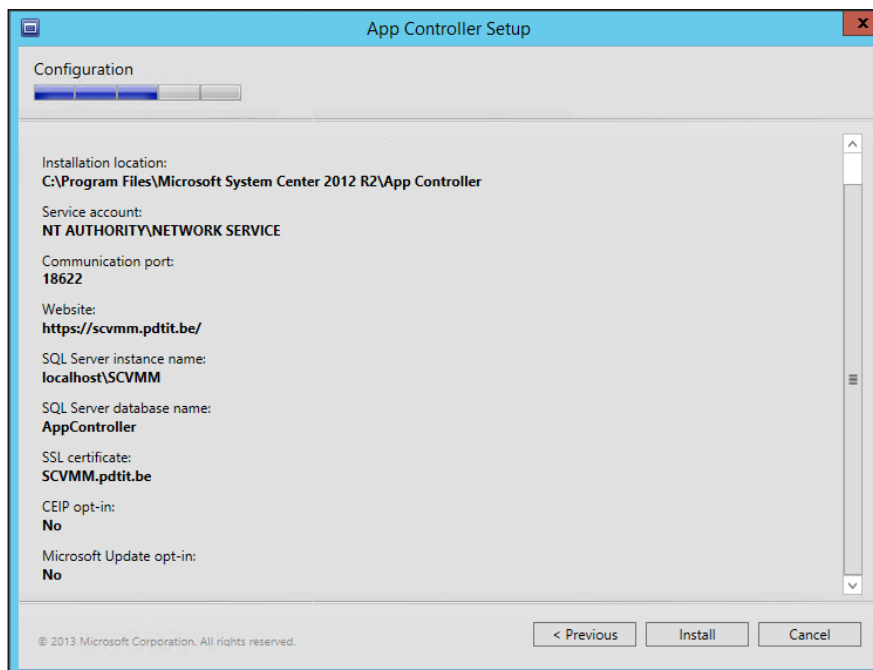 App Controller Setup
x
Configuration
Installation location:
C:\Program Files\Microsoft System Center 2012 R2\App Controller
Service account:
NT AUTHORITY\NETWORK SERVICE
Communication port:
18622
Website:
https://scvmm.pdtit.be/
SQL Server instance name:
localhost\SCVMM
SQL Server database name:
AppController
SSL certificate:
SCVMM.pdtit.be
CEIP opt-in:
No
Microsoft Update opt-in:
No
© 2013 Microsoft Corporation. All rights reserved.
< Previous
Install
Cancel